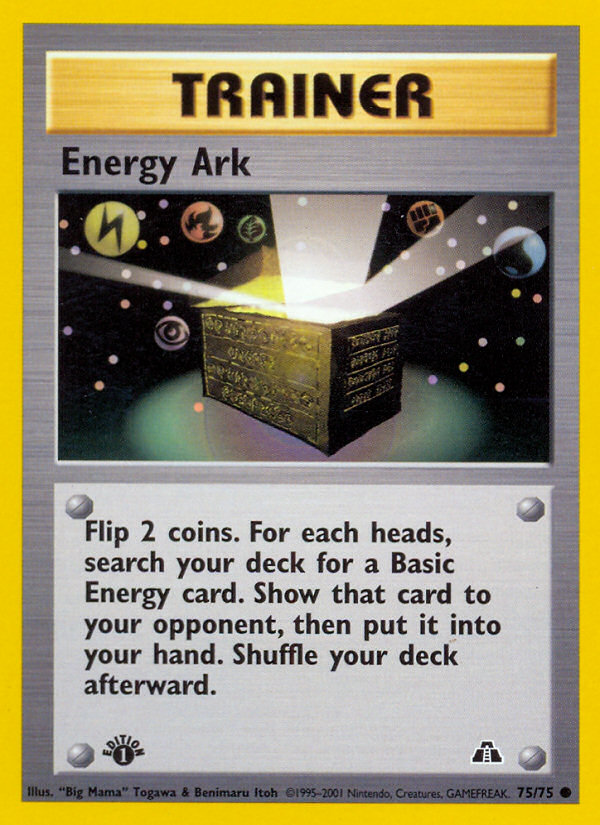 TRAINER
Energy Ark
Flip 2 coins. For each heads,
search your deck for a Basic
Energy card. Show that card to
your opponent, then put it into
your hand. Shuffle your deck
afterward.
EDITION
1
Illus. "Big Mama" Togawa & Benimaru Itoh ©1995-2001 Nintendo, Creatures, GAMEFREAK. 75/75 ●